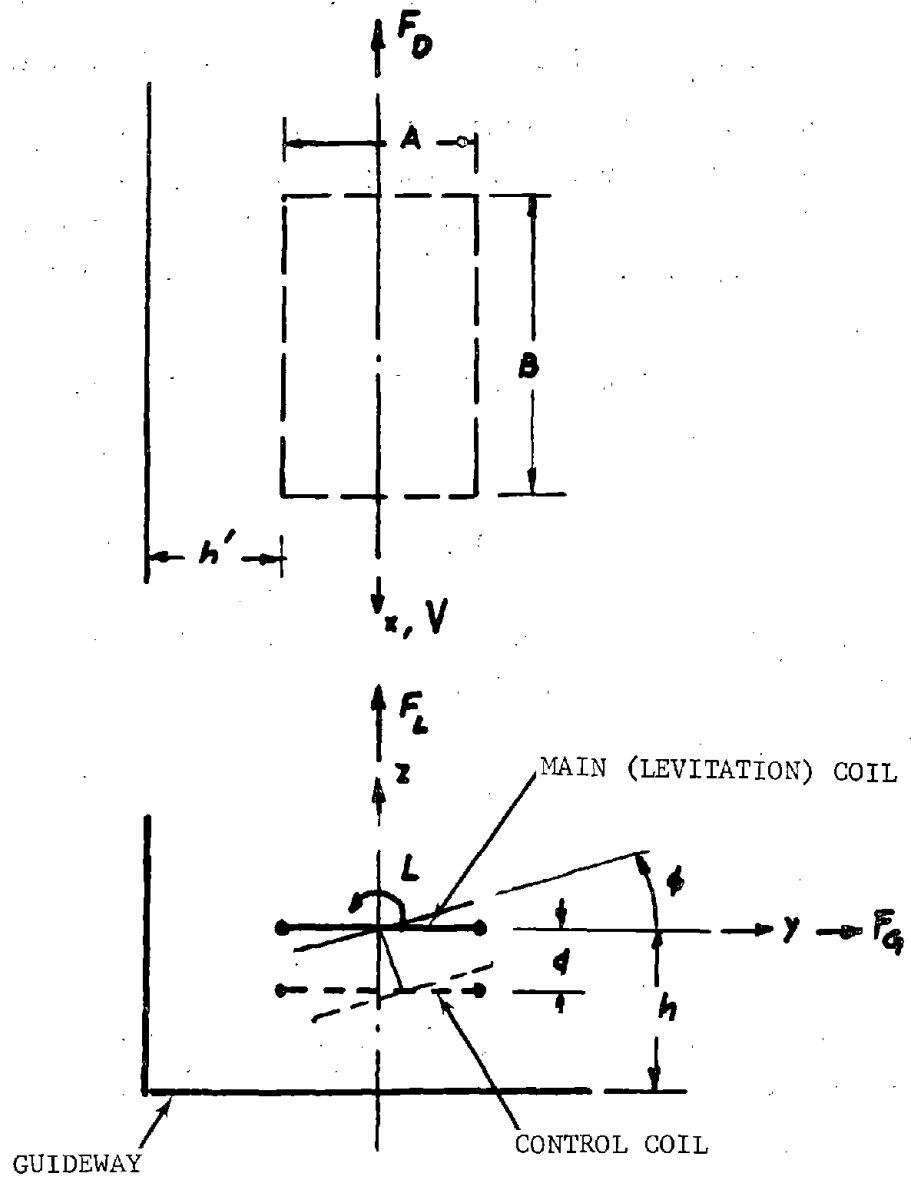 F_D
A
B
h'
x, V
F_L
z
MAIN (LEVITATION) COIL
L
ϕ
y
F_G
d
h
GUIDEWAY
CONTROL COIL